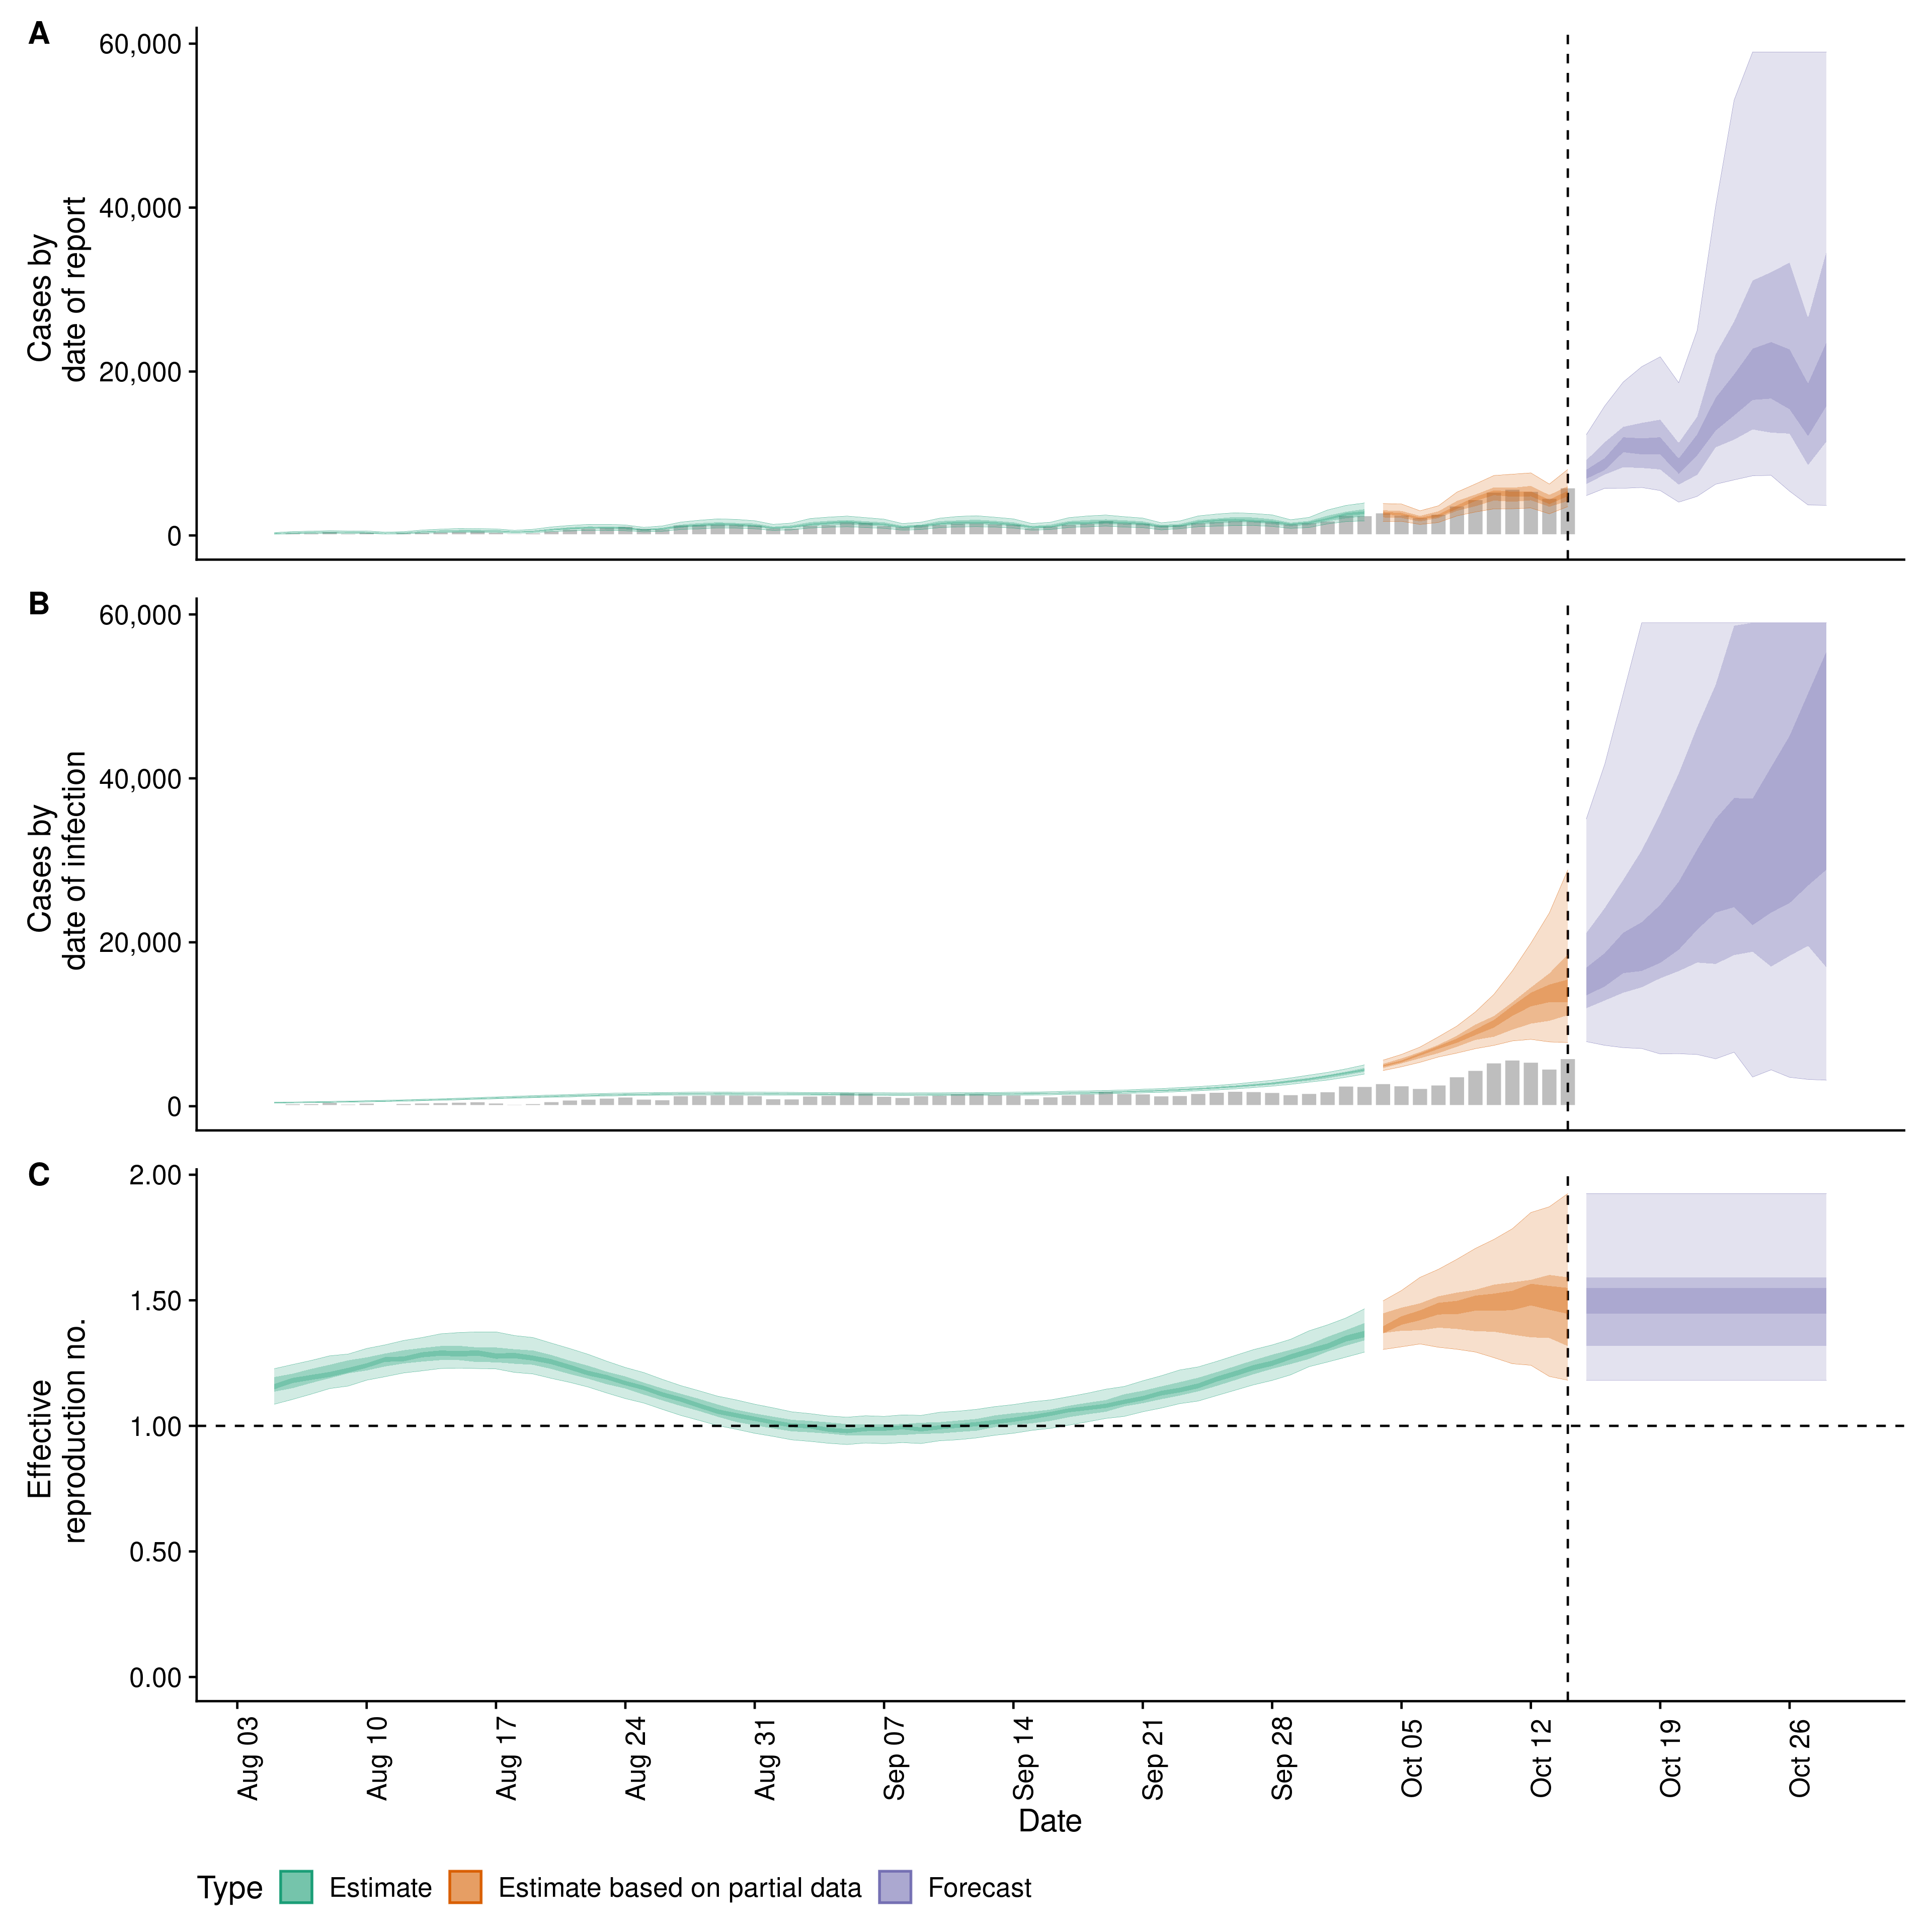 A
60,000
40,000
20,000
0
Cases by
date of report
B
60,000
40,000
20,000
0
Cases by
date of infection
C
2.00
1.50
1.00
0.50
0.00
Effective
reproduction no.
Aug 03
Aug 10
Aug 17
Aug 24
Aug 31
Sep 07
Sep 14
Sep 21
Sep 28
Oct 05
Oct 12
Oct 19
Oct 26
Date
Type Estimate Estimate based on partial data Forecast